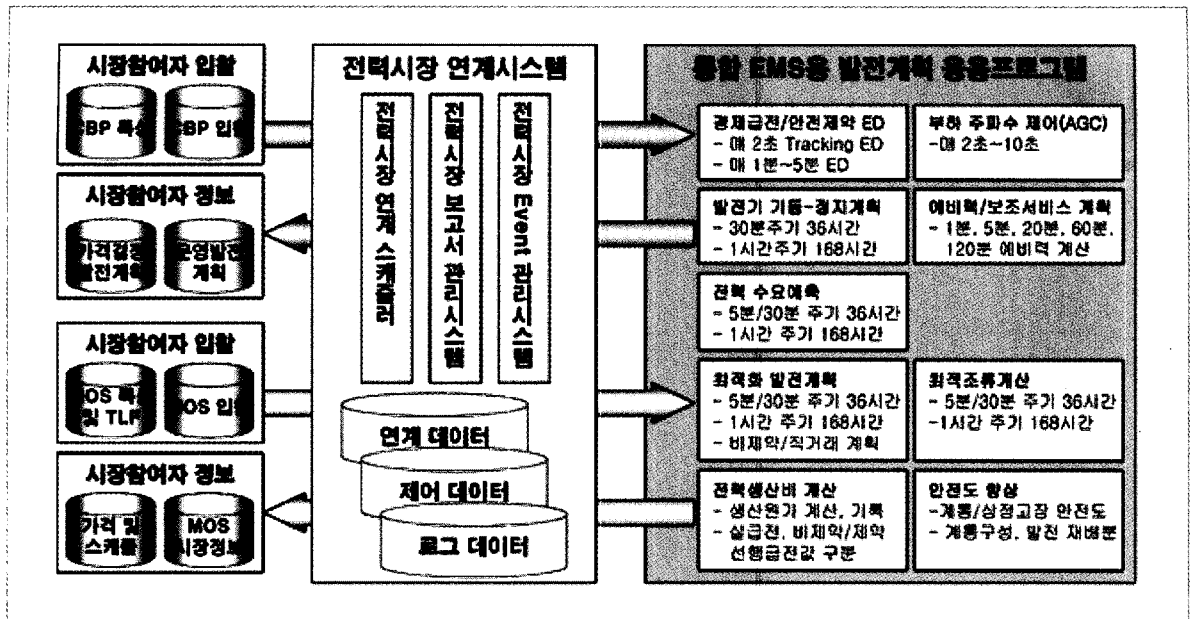 시장참여자 입찰
CBP 특성
CBP 입찰
시장참여자 정보
가격결정
발전계획
운영발전
계획
시장참여자 입찰
MOS 특성
및 TLF
MOS 입찰
시장참여자 정보
가격 및
스케쥴
MOS
시장정보
전력시장 연계시스템
전력시장 연계 스케쥴러
전력시장 보고서 관리시스템
전력시장 Event 관리시스템
연계 데이터
제어 데이터
로그 데이터
통합 EMS용 발전계획 응용프로그램
경제급전/안전제약 ED
- 매 2초 Tracking ED
- 매 1분~5분 ED
부하 주파수 제어(AGC)
-매 2초~10초
발전기 기동-정지계획
- 30분주기 36시간
- 1시간주기 168시간
예비력/보조서비스 계획
- 1분, 5분, 20분, 60분,
120분 예비력 계산
전력 수요예측
- 5분/30분 주기 36시간
- 1시간 주기 168시간
최적화 발전계획
- 5분/30분 주기 36시간
- 1시간 주기 168시간
- 비제약/직거래 계획
최적조류계산
- 5분/30분 주기 36시간
-1시간 주기 168시간
전력생산비 계산
- 생산원가 계산, 기록
- 실급전, 비제약/제약
선행급전값 구분
안전도 향상
-계통/상정고장 안전도
- 계통구성, 발전 재배분